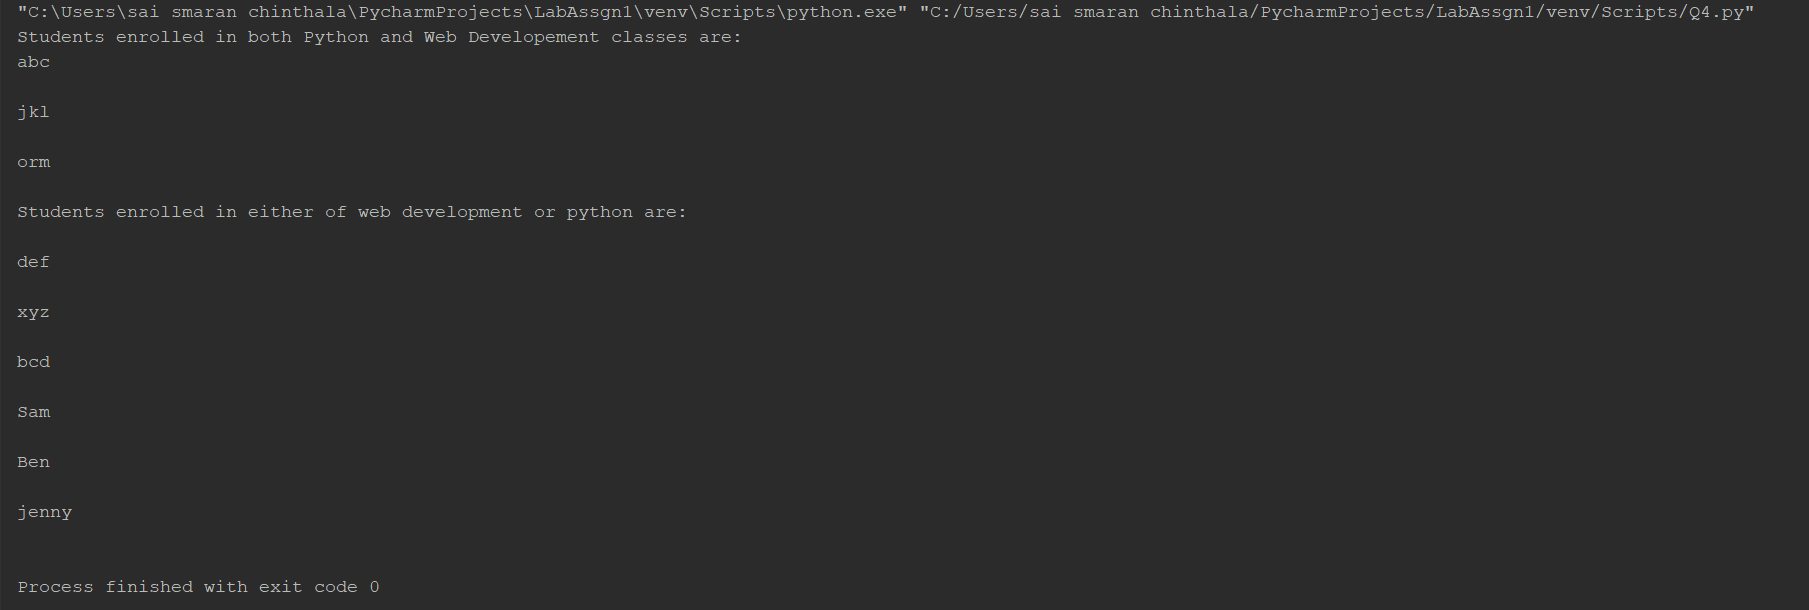 "C:\Users\sai smaran chinthala\PycharmProjects\LabAssgn1\venv\Scripts\python.exe" "C:/Users/sai smaran chinthala/PycharmProjects/LabAssgn1/venv/Scripts/Q4.py"
Students enrolled in both Python and Web Developement classes are:
abc
jkl
orm
Students enrolled in either of web development or python are:
def
xyz
bcd
Sam
Ben
jenny
Process finished with exit code 0